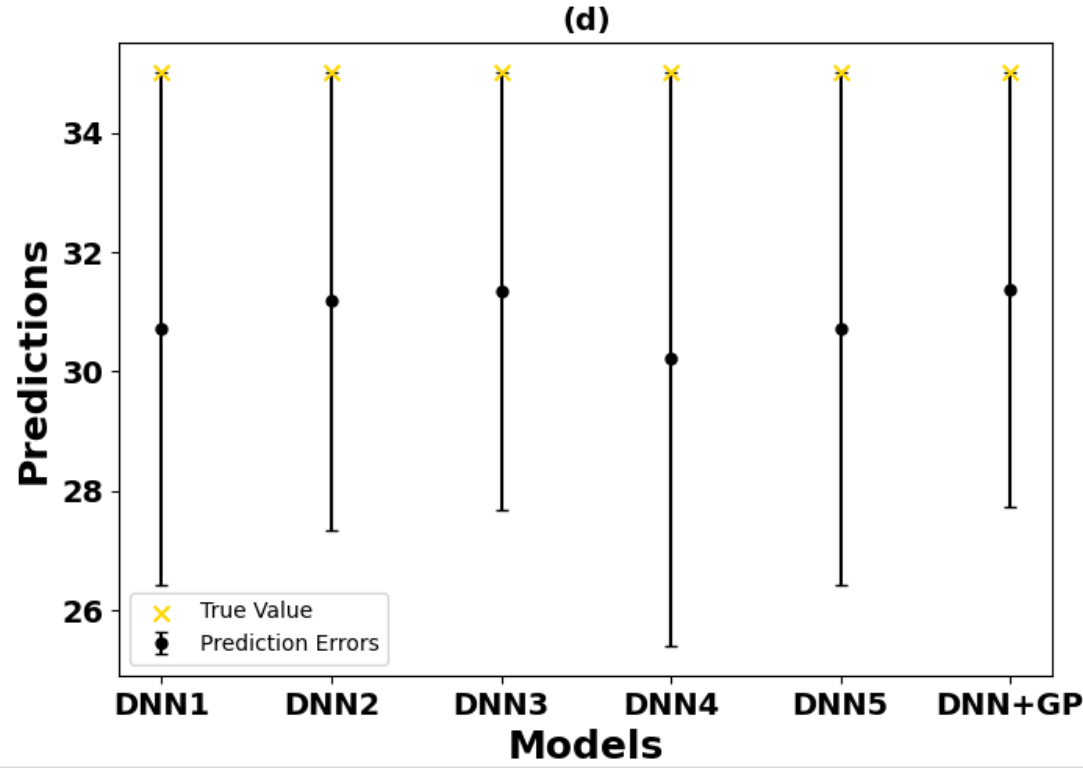 (d)
Predictions
34
32
30
28
26
True Value
Prediction Errors
DNN1 DNN2 DNN3 DNN4 DNN5 DNN+GP
Models